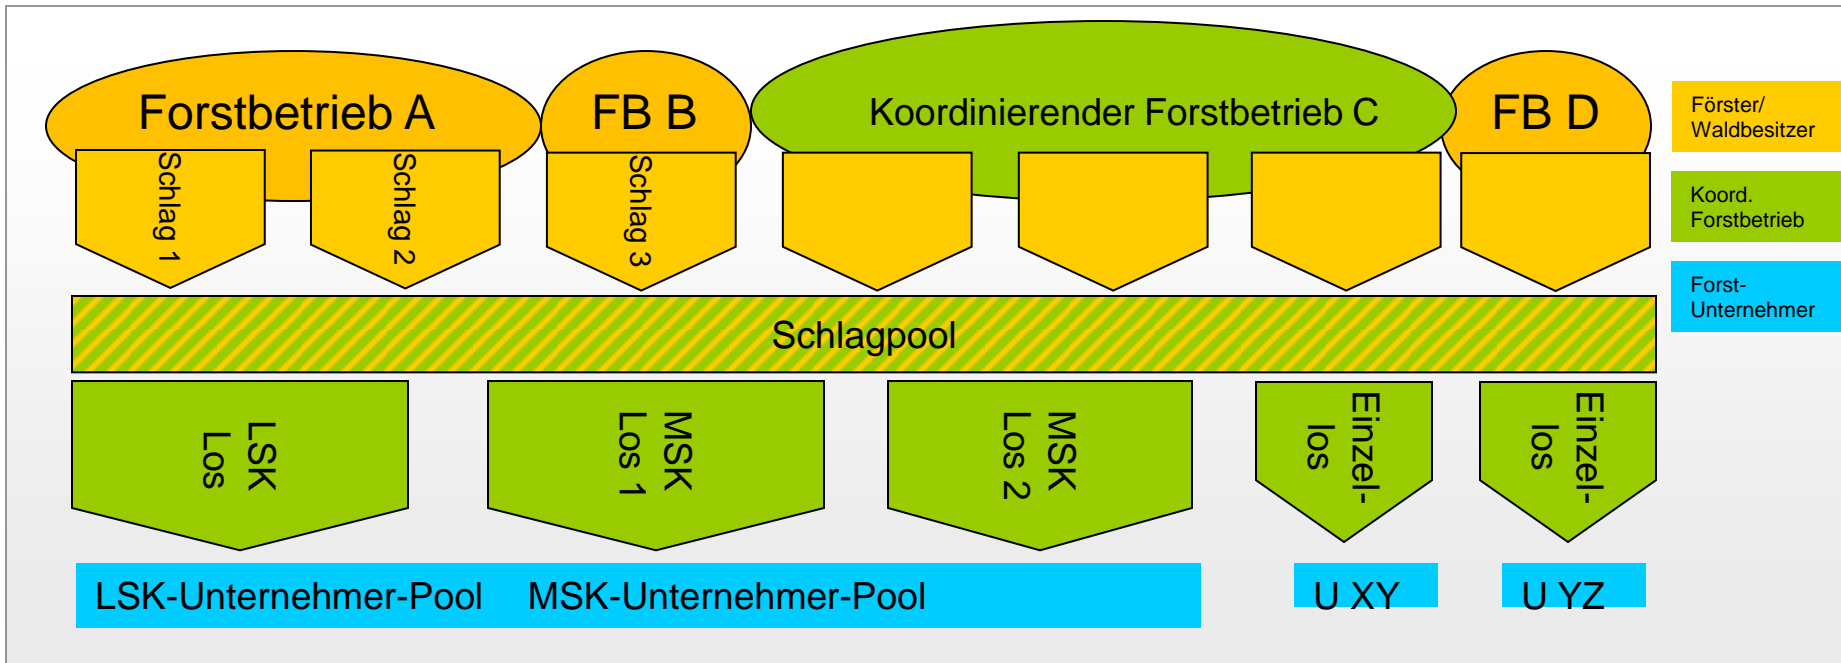 Forstbetrieb A
FB B
Koordinierender Forstbetrieb C
FB D
Förster/
Waldbesitzer
Schlag 1
Schlag 2
Schlag 3
Koord.
Forstbetrieb
Forst-
Unternehmer
Schlagpool
LSK
Los
MSK
Los 1
MSK
Los 2
Einzel-
los
Einzel-
los
LSK-Unternehmer-Pool MSK-Unternehmer-Pool
U XY
U YZ